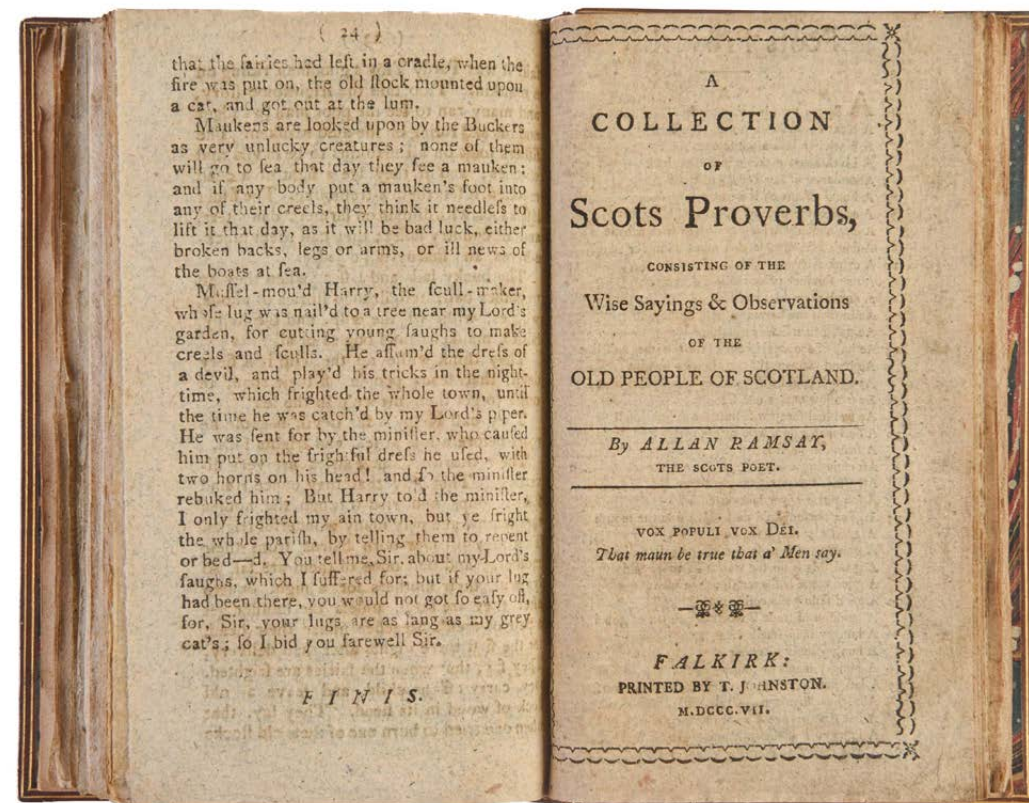 ( 24 )
that the fairies had left in a cradle, when the
fire was put on, the old ſtock mounted upon
a cat, and got out at the lum.
Maukens are looked upon by the Buckers
as very unlucky creatures ; none of them
will go to ſea that day they ſee a mauken ;
and if any body put a mauken's foot into
any of their creels, they think it needleſs to
lift it that day, as it will be bad luck, either
broken backs, legs or arms, or ill news of
the boats at ſea.
Muſſel-mou'd Harry, the ſcull-maker,
whoſe lug was nail'd to a tree near my Lord's
garden, for cutting young ſaughs to make
creels and ſculls. He aſſum'd the dreſs of
a devil, and play'd his tricks in the night-
time, which frighted the whole town, until
the time he was catch'd by my Lord's piper.
He was ſent for by the miniſter, who cauſed
him put on the frightful dreſs he uſed, with
two horns on his head! and ſo the miniſter
rebuked him ; But Harry told the miniſter,
I only frighted my ain town, but ye fright
the whole pariſh, by telling them to repent
or be d—d, You tell me, Sir, about my Lord's
ſaughs, which I ſuffered for; but if your lug
had been there, you would not got ſo eaſy off,
for, Sir, your lugs are as lang as my grey
cat's ; ſo I bid you farewell Sir.
FINIS.
A
COLLECTION
OF
Scots Proverbs,
CONSISTING OF THE
Wise Sayings & Observations
OF THE
OLD PEOPLE OF SCOTLAND.
By ALLAN RAMSAY,
THE SCOTS POET.
VOX POPULI VOX DEI.
That maun be true that a' Men say.
FALKIRK:
PRINTED BY T. JOHNSTON.
M.DCCC.VII.